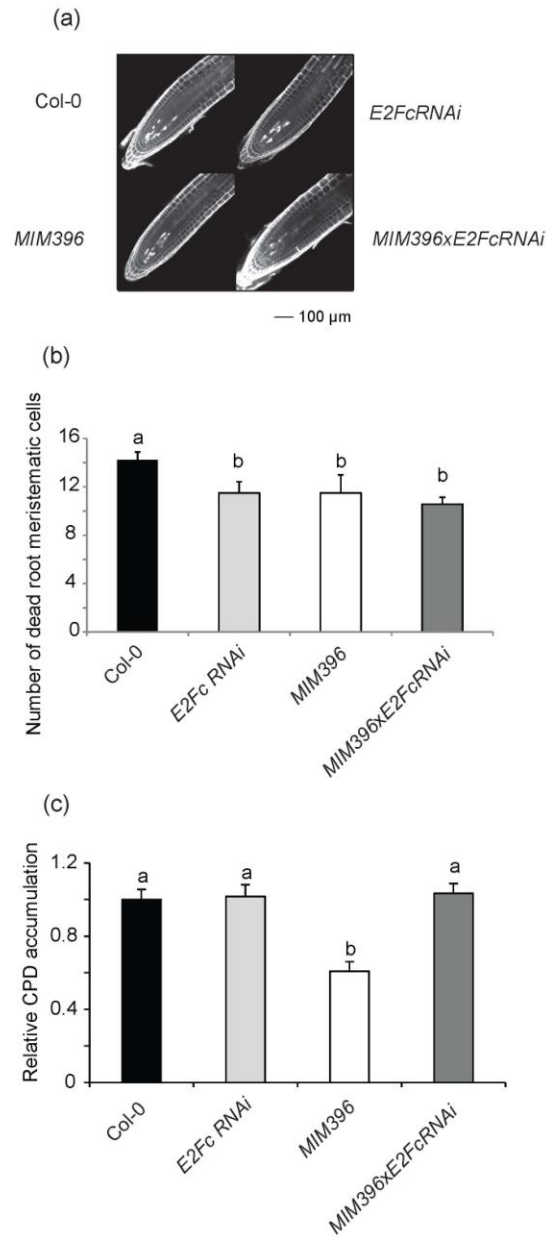 (a)
Col-0
E2FcRNAi
MIM396
MIM396xE2FcRNAi
100 µm
(b)
Number of dead root meristematic cells
16
12
8
4
0
a
b
b
b
Col-0
E2Fc RNAi
MIM396
MIM396xE2FcRNAi
(c)
Relative CPD accumulation
1.2
0.8
0.4
0
a
a
b
a
Col-0
E2Fc RNAi
MIM396
MIM396xE2FcRNAi